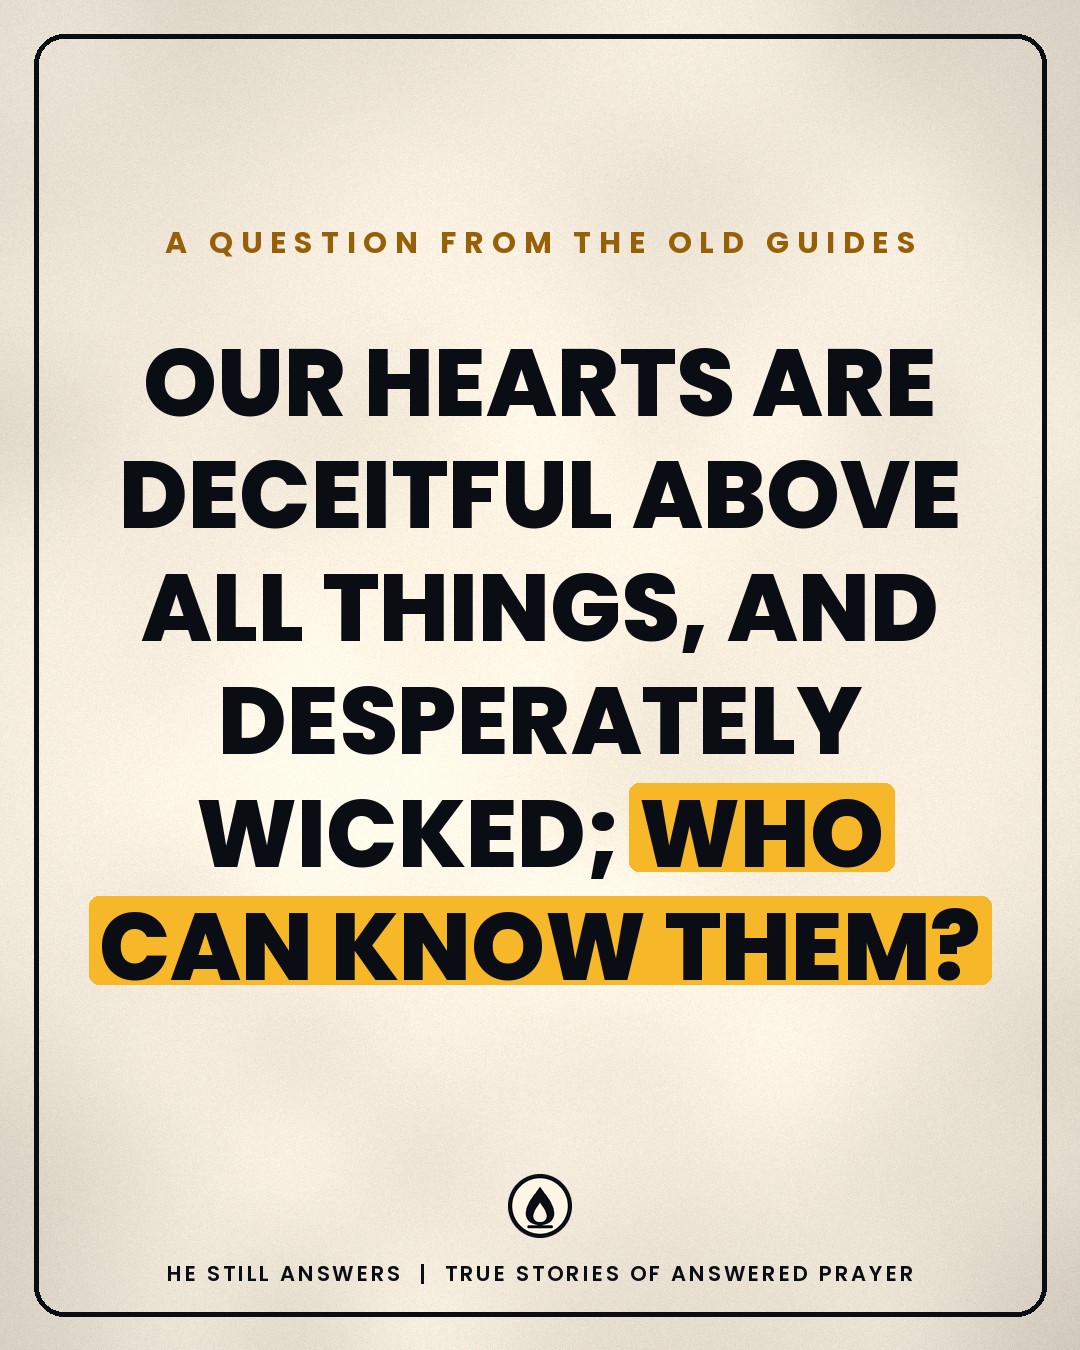 A QUESTION FROM THE OLD GUIDES
OUR HEARTS ARE
DECEITFUL ABOVE
ALL THINGS, AND
DESPERATELY
WICKED; WHO
CAN KNOW THEM?
HE STILL ANSWERS | TRUE STORIES OF ANSWERED PRAYER